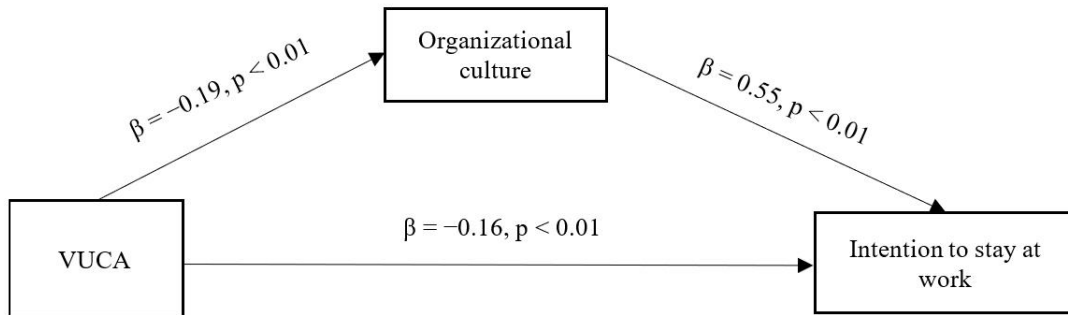 Organizational
culture
β = −0.19, p < 0.01
β = 0.55, p < 0.01
β = −0.16, p < 0.01
VUCA
Intention to stay at
work